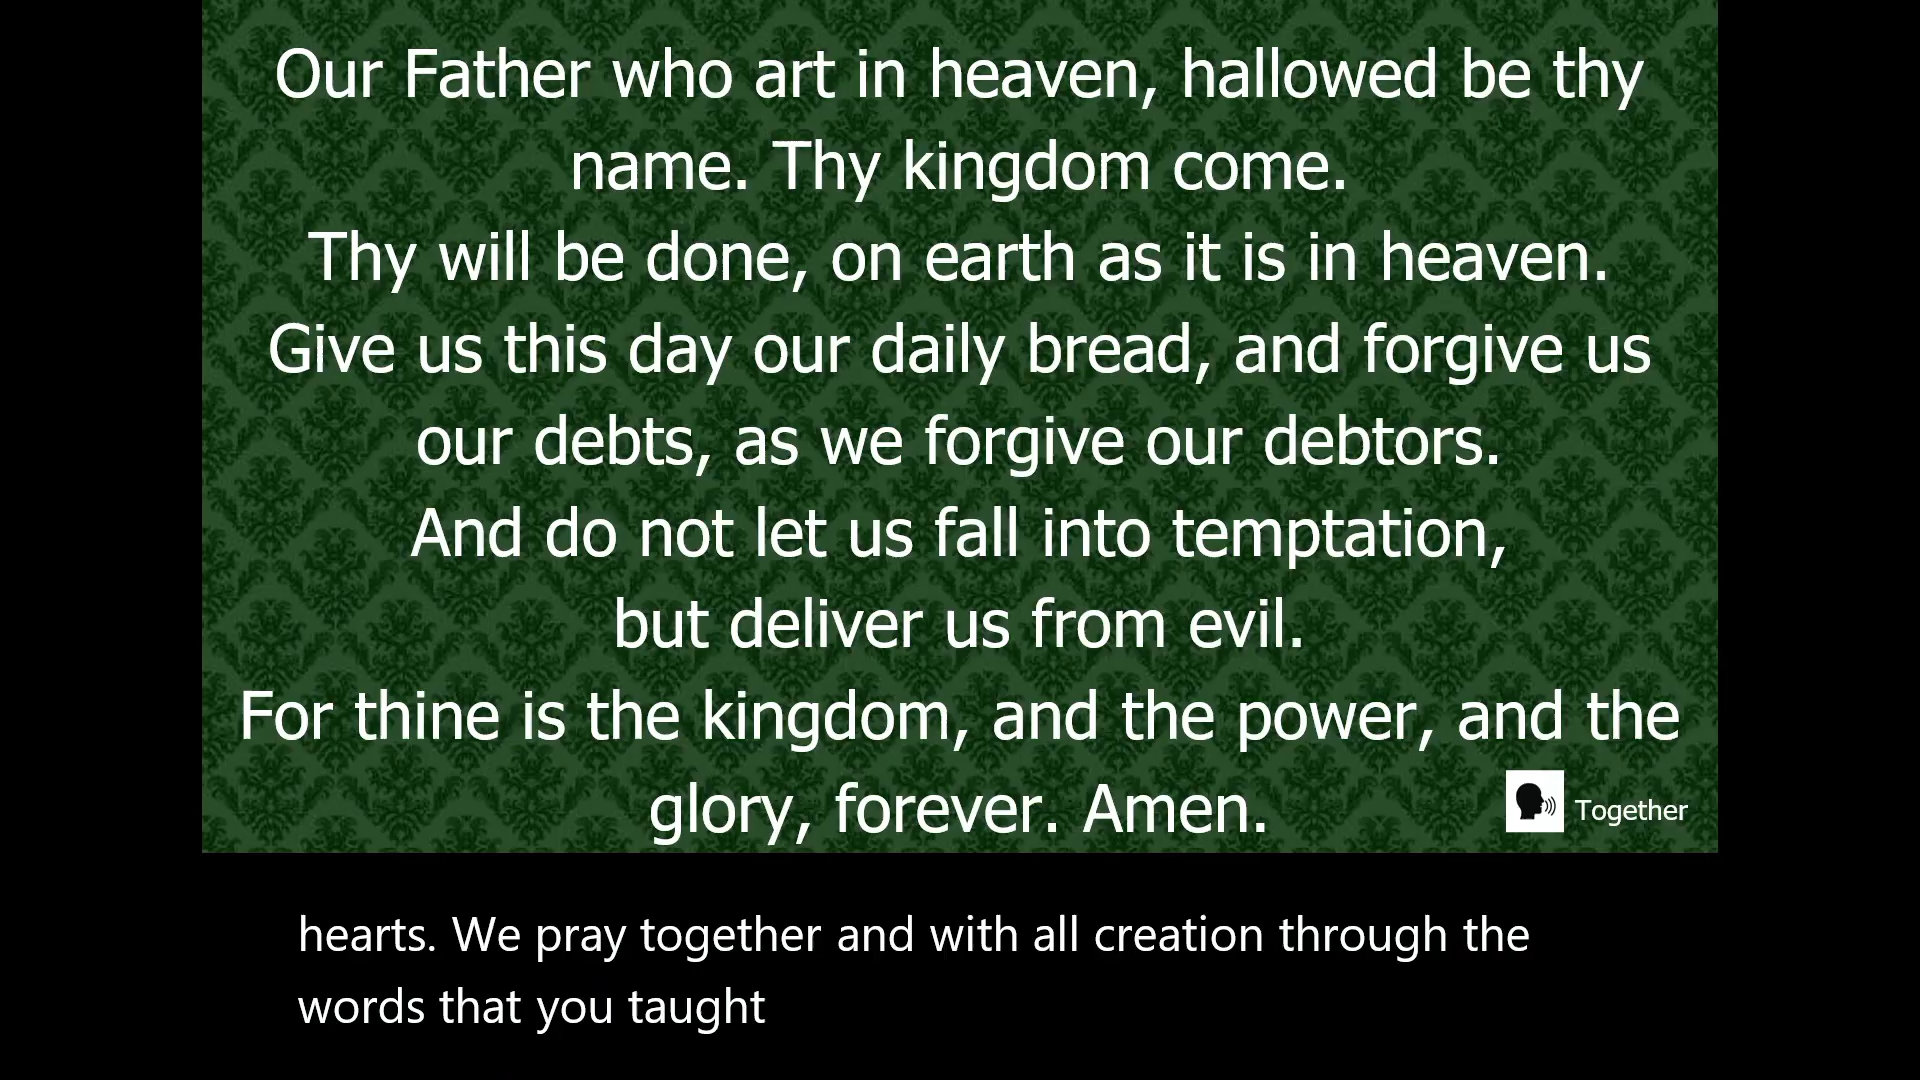 Our Father who art in heaven, hallowed be thy
name. Thy kingdom come.
Thy will be done, on earth as it is in heaven.
Give us this day our daily bread, and forgive us
our debts, as we forgive our debtors.
And do not let us fall into temptation,
but deliver us from evil.
For thine is the kingdom, and the power, and the
glory, forever. Amen.
Together
hearts. We pray together and with all creation through the
words that you taught